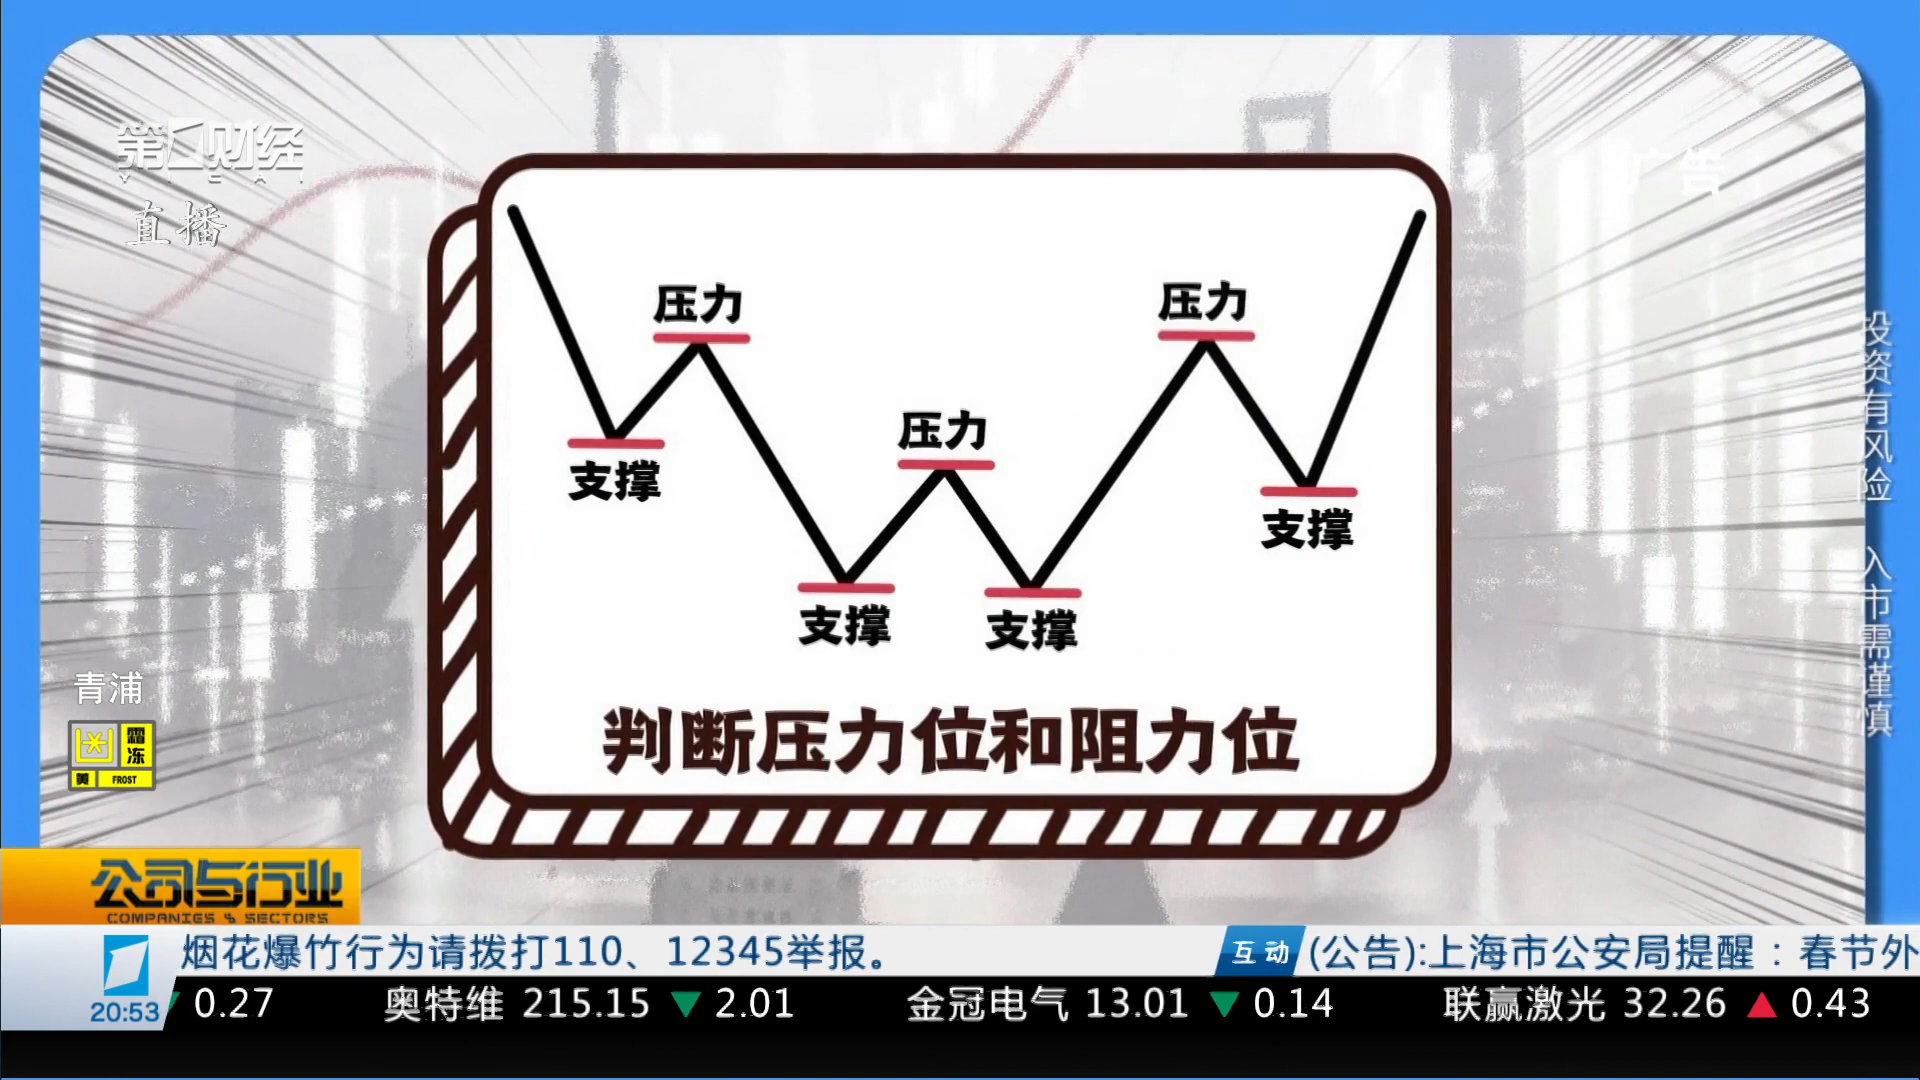 第一财经
YICAI
直播
广告
压力
压力
压力
支撑
支撑
支撑
支撑
判断压力位和阻力位
投资有风险 入市需谨慎
青浦
霜冻
黄 FROST
公司与行业
COMPANIES & SECTORS
烟花爆竹行为请拨打110、12345举报。
互动 (公告):上海市公安局提醒：春节外
20:53
0.27 奥特维 215.15 ▼ 2.01 金冠电气 13.01 ▼ 0.14 联赢激光 32.26 ▲ 0.43